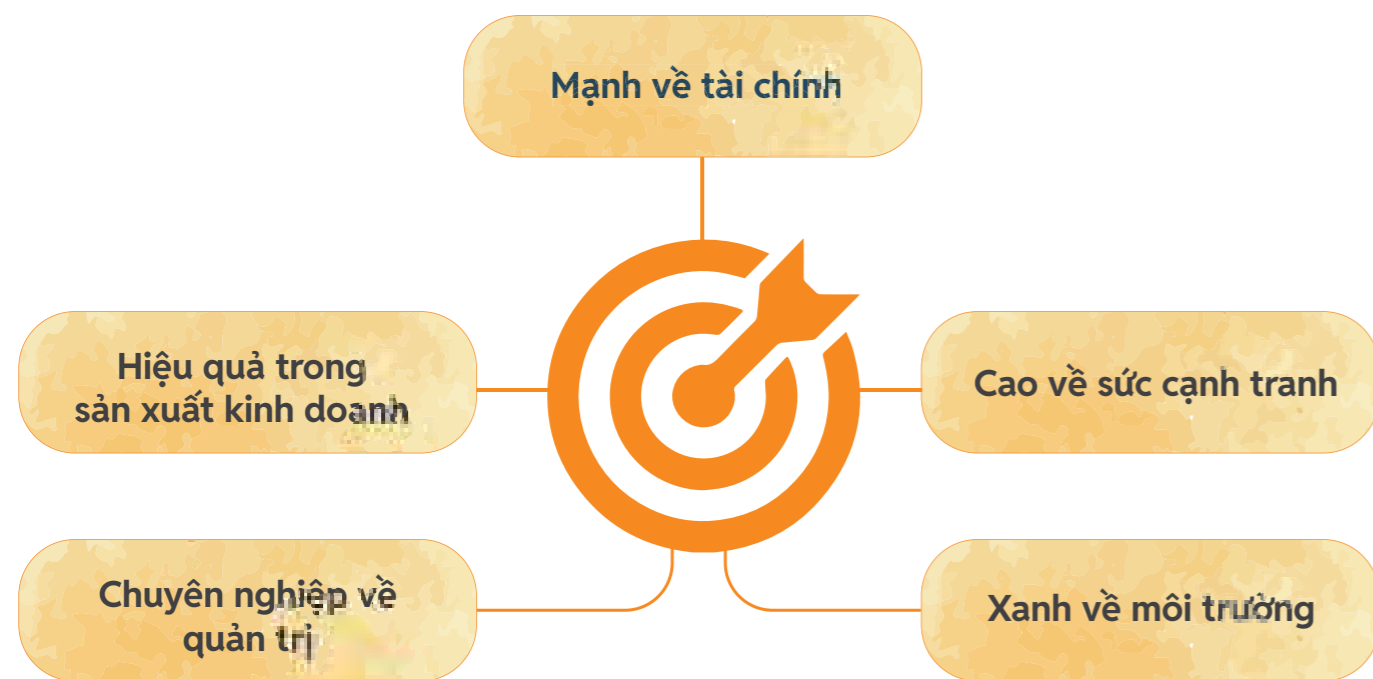 Mạnh về tài chính
Hiệu quả trong
sản xuất kinh doanh
Cao về sức cạnh tranh
Chuyên nghiệp về
quản trị
Xanh về môi trường